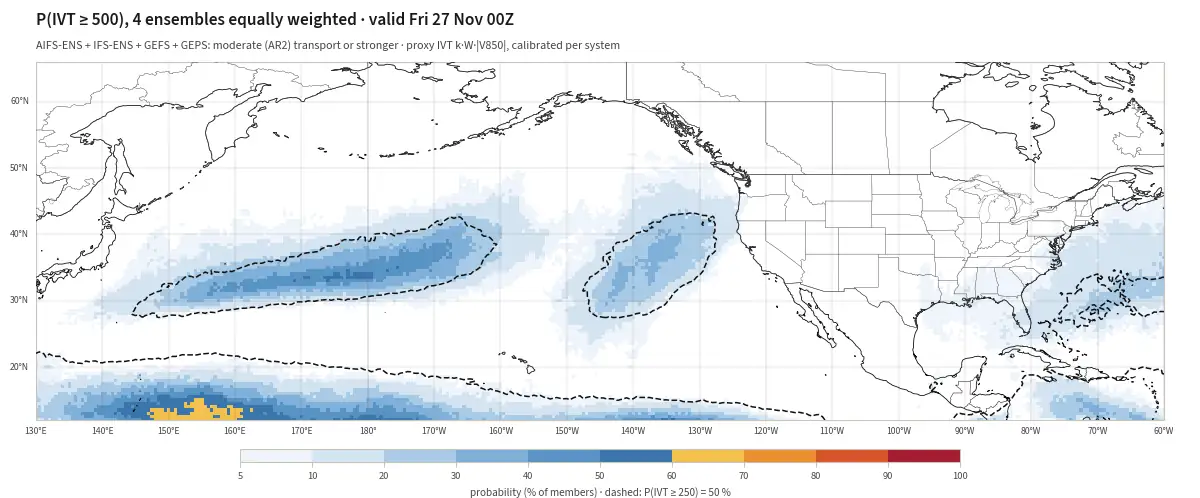 P(IVT ≥ 500), 4 ensembles equally weighted · valid Fri 27 Nov 00Z
AIFS-ENS + IFS-ENS + GEFS + GEPS: moderate (AR2) transport or stronger · proxy IVT k·W·|V850|, calibrated per system
60°N
50°N
40°N
30°N
20°N
130°E 140°E 150°E 160°E 170°E 180° 170°W 160°W 150°W 140°W 130°W 120°W 110°W 100°W 90°W 80°W 70°W 60°W
5 10 20 30 40 50 60 70 80 90 100
probability (% of members) · dashed: P(IVT ≥ 250) = 50 %